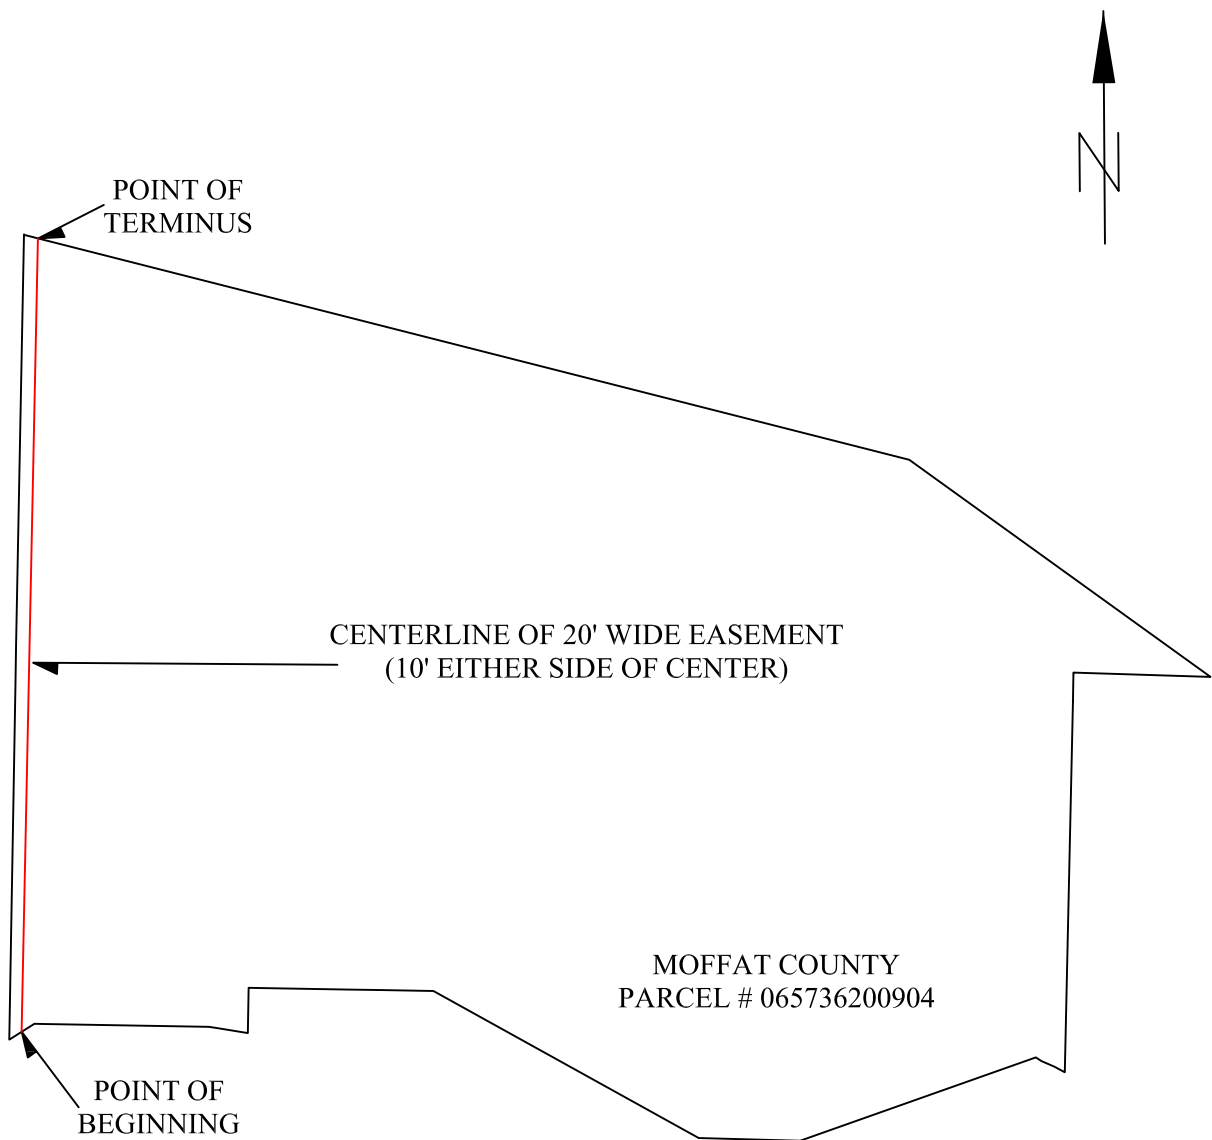 N
POINT OF
TERMINUS
CENTERLINE OF 20' WIDE EASEMENT
(10' EITHER SIDE OF CENTER)
MOFFAT COUNTY
PARCEL # 065736200904
POINT OF
BEGINNING